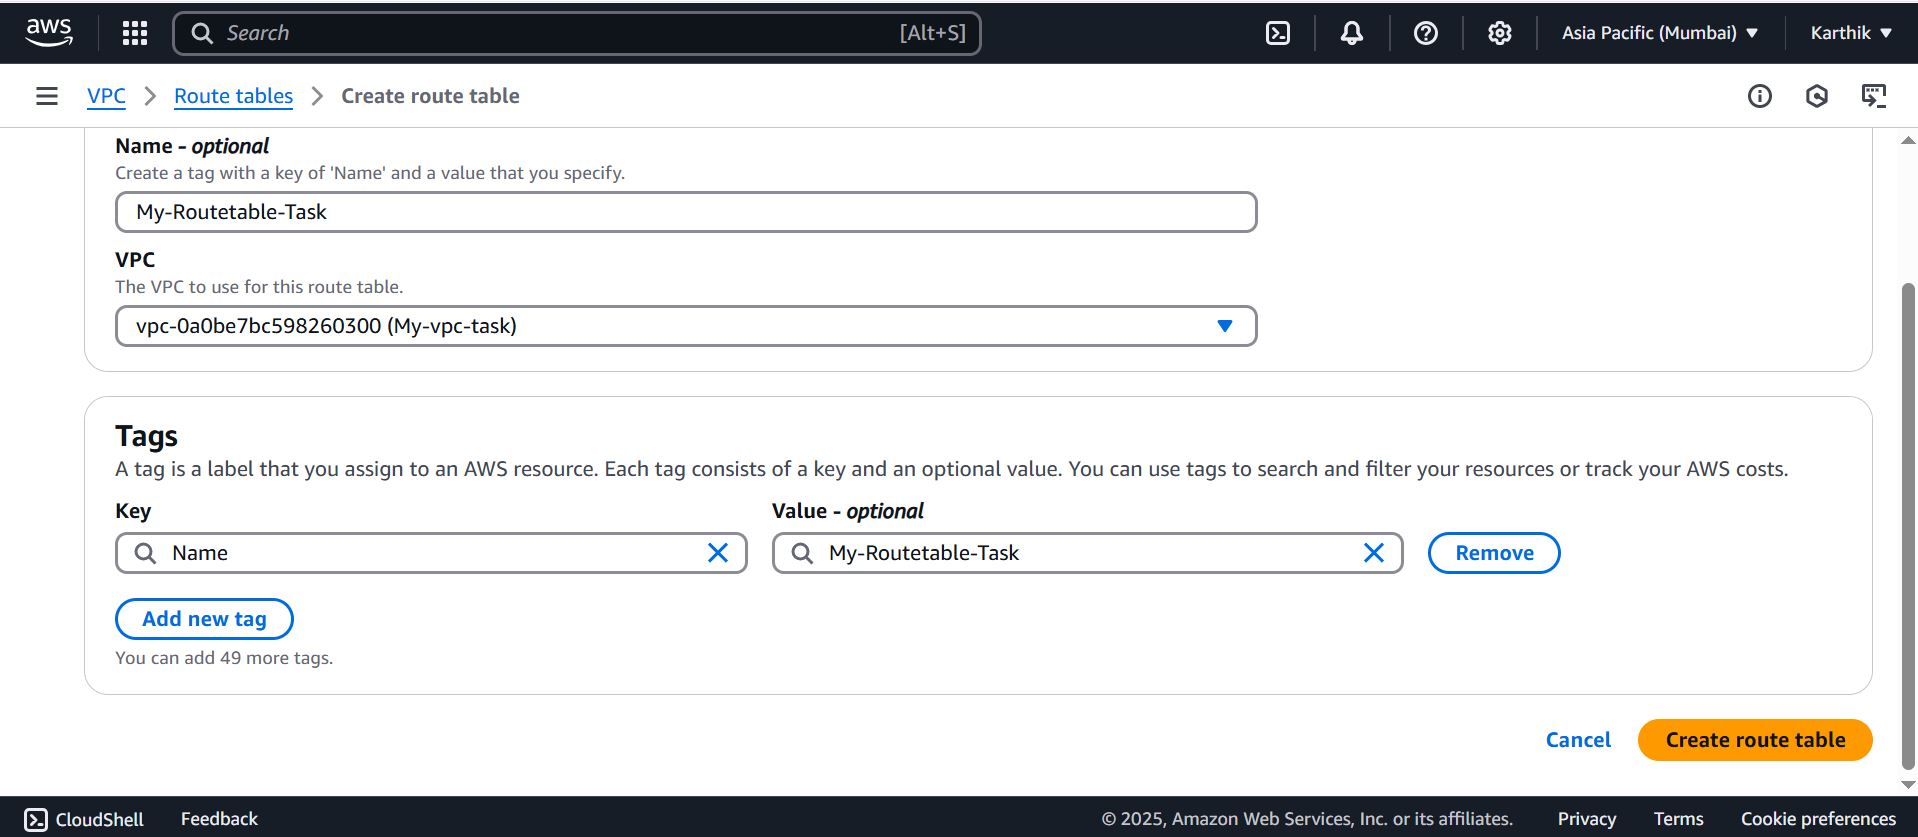 aws Search [Alt+S] Asia Pacific (Mumbai) Karthik
VPC Route tables Create route table
Name - optional
Create a tag with a key of 'Name' and a value that you specify.
My-Routetable-Task
VPC
The VPC to use for this route table.
vpc-0a0be7bc598260300 (My-vpc-task)
Tags
A tag is a label that you assign to an AWS resource. Each tag consists of a key and an optional value. You can use tags to search and filter your resources or track your AWS costs.
Key Value - optional
Name My-Routetable-Task Remove
Add new tag
You can add 49 more tags.
Cancel Create route table
CloudShell Feedback © 2025, Amazon Web Services, Inc. or its affiliates. Privacy Terms Cookie preferences